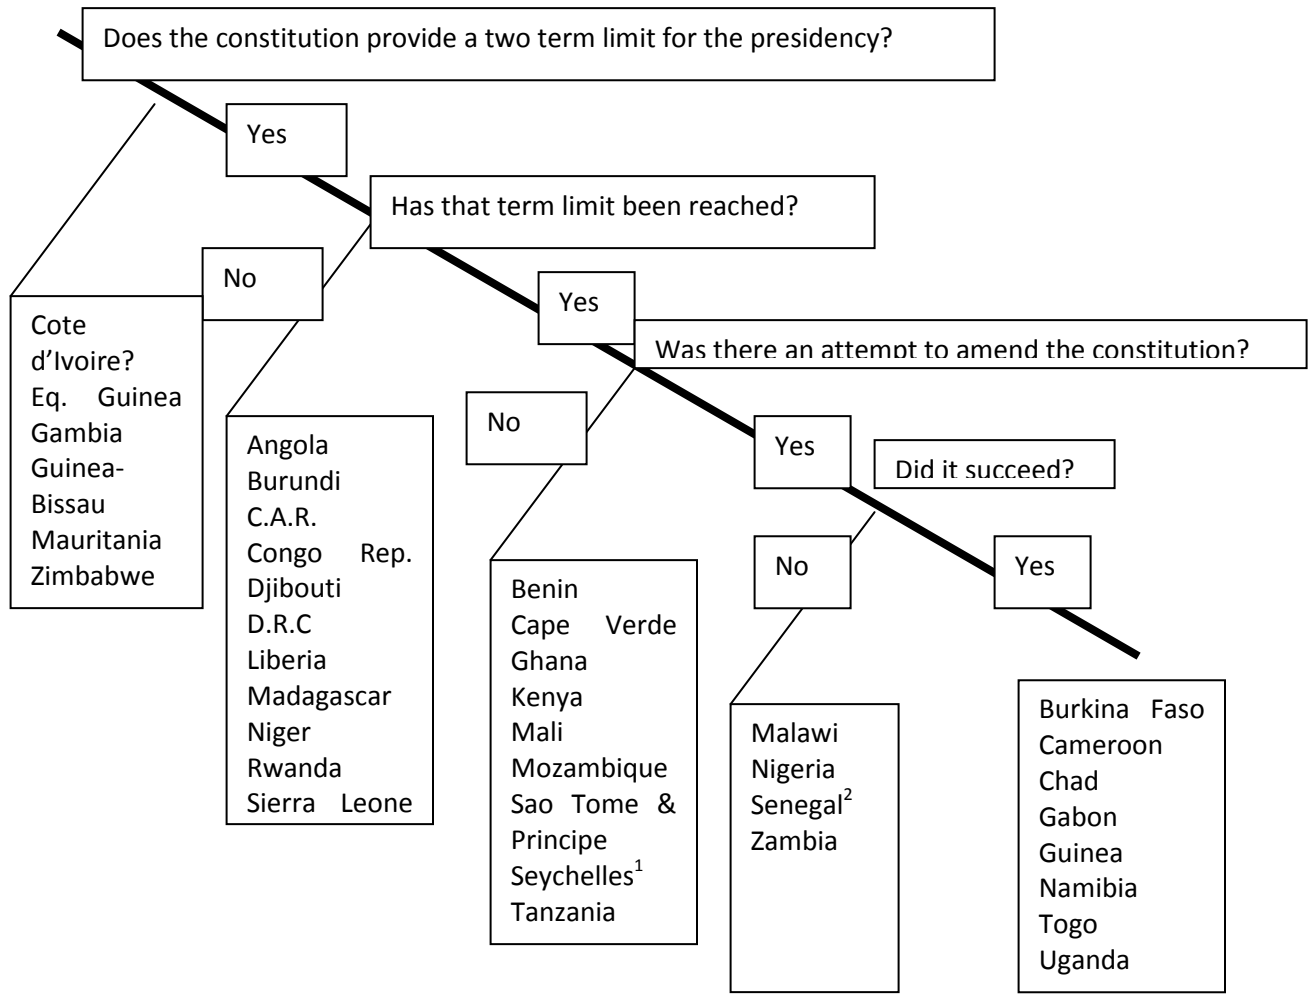 Does the constitution provide a two term limit for the presidency?
Yes
Has that term limit been reached?
No
Yes
Was there an attempt to amend the constitution?
No
Yes
Did it succeed?
No
Yes
Cote
d’Ivoire?
Eq. Guinea
Gambia
Guinea-
Bissau
Mauritania
Zimbabwe
Angola
Burundi
C.A.R.
Congo Rep.
Djibouti
D.R.C
Liberia
Madagascar
Niger
Rwanda
Sierra Leone
Benin
Cape Verde
Ghana
Kenya
Mali
Mozambique
Sao Tome &
Principe
Seychelles1
Tanzania
Malawi
Nigeria
Senegal2
Zambia
Burkina Faso
Cameroon
Chad
Gabon
Guinea
Namibia
Togo
Uganda